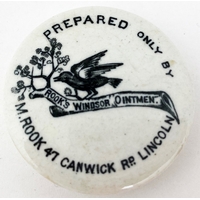 PREPARED ONLY BY
ROOK'S WINDSOR OINTMENT.
M. ROOK 47 CANWICK RD. LINCOLN